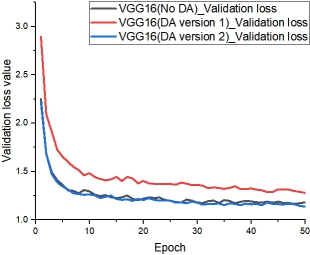 VGG16(No DA)_Validation loss
VGG16(DA version 1)_Validation loss
VGG16(DA version 2)_Validation loss
Validation loss value
3.0
2.5
2.0
1.5
1.0
0 10 20 30 40 50
Epoch